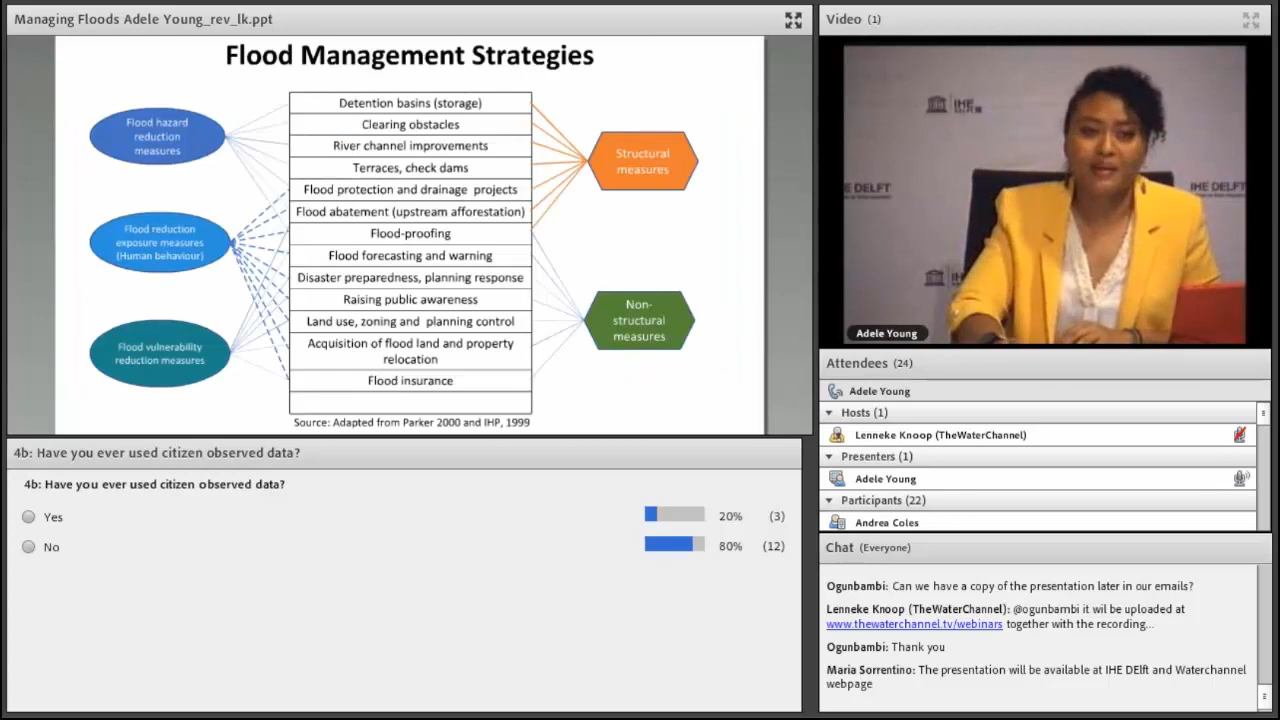 Managing Floods Adele Young_rev_lk.ppt
Flood Management Strategies
Flood hazard
reduction
measures
Flood reduction
exposure measures
(Human behaviour)
Flood vulnerability
reduction measures
Detention basins (storage)
Clearing obstacles
River channel improvements
Terraces, check dams
Flood protection and drainage projects
Flood abatement (upstream afforestation)
Flood-proofing
Flood forecasting and warning
Disaster preparedness, planning response
Raising public awareness
Land use, zoning and planning control
Acquisition of flood land and property
relocation
Flood insurance
Structural
measures
Non-
structural
measures
Source: Adapted from Parker 2000 and IHP, 1999
4b: Have you ever used citizen observed data?
4b: Have you ever used citizen observed data?
Yes 20% (3)
No 80% (12)
Video (1)
IHE
IHE DELFT
IHE DELFT
Adele Young
Attendees (24)
Adele Young
Hosts (1)
Lenneke Knoop (TheWaterChannel)
Presenters (1)
Adele Young
Participants (22)
Andrea Coles
Chat (Everyone)
Ogunbambi: Can we have a copy of the presentation later in our emails?
Lenneke Knoop (TheWaterChannel): @ogunbambi it wil be uploaded at
www.thewaterchannel.tv/webinars together with the recording...
Ogunbambi: Thank you
Maria Sorrentino: The presentation will be available at IHE DElft and Waterchannel
webpage